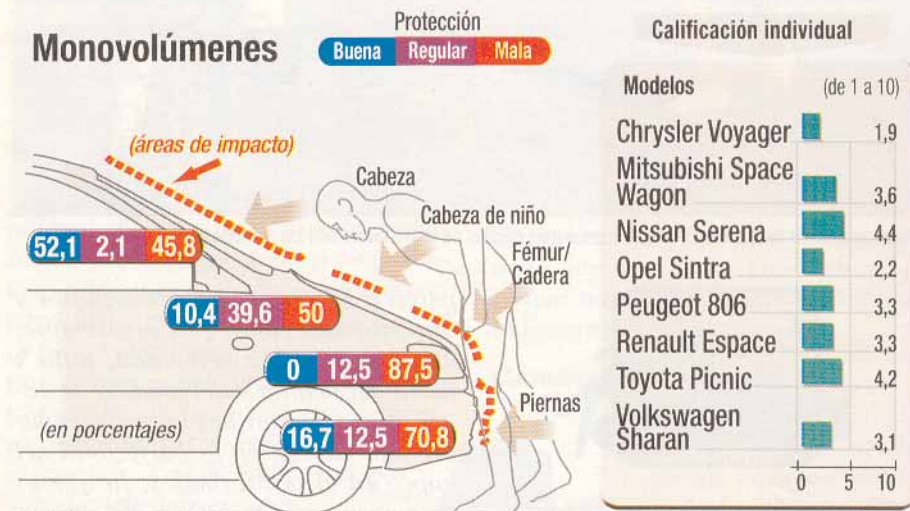 Monovolúmenes
Protección
Buena Regular Mala
(áreas de impacto)
Cabeza
Cabeza de niño
Fémur/
Cadera
Piernas
52,1 2,1 45,8
10,4 39,6 50
0 12,5 87,5
16,7 12,5 70,8
(en porcentajes)
Calificación individual
Modelos (de 1 a 10)
Chrysler Voyager 1,9
Mitsubishi Space
Wagon 3,6
Nissan Serena 4,4
Opel Sintra 2,2
Peugeot 806 3,3
Renault Espace 3,3
Toyota Picnic 4,2
Volkswagen
Sharan 3,1
0 5 10